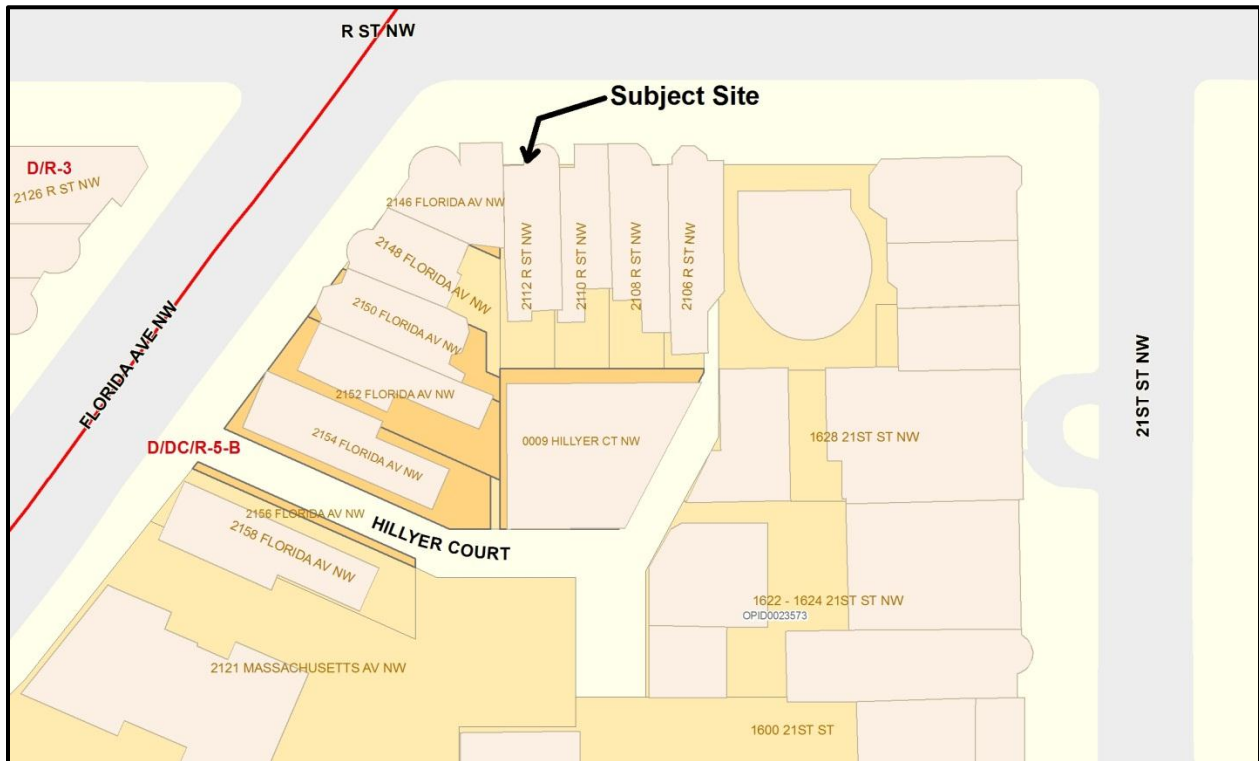 R ST NW
Subject Site
D/R-3
2126 R ST NW
2146 FLORIDA AV NW
2148 FLORIDA AV NW
2112 R ST NW
2110 R ST NW
2108 R ST NW
2106 R ST NW
2150 FLORIDA AV NW
FLORIDA AVE NW
2152 FLORIDA AV NW
21ST ST NW
D/DC/R-5-B
2154 FLORIDA AV NW
0009 HILLYER CT NW
1628 21ST ST NW
2156 FLORIDA AV NW
HILLYER COURT
2158 FLORIDA AV NW
1622 - 1624 21ST ST NW
OPID0023573
2121 MASSACHUSETTS AV NW
1600 21ST ST